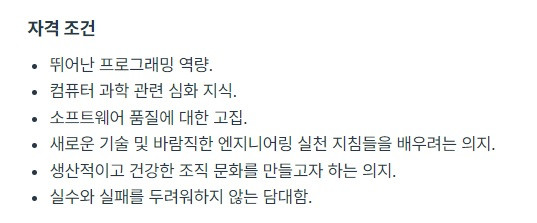 자격 조건
• 뛰어난 프로그래밍 역량.
• 컴퓨터 과학 관련 심화 지식.
• 소프트웨어 품질에 대한 고집.
• 새로운 기술 및 바람직한 엔지니어링 실천 지침들을 배우려는 의지.
• 생산적이고 건강한 조직 문화를 만들고자 하는 의지.
• 실수와 실패를 두려워하지 않는 담대함.